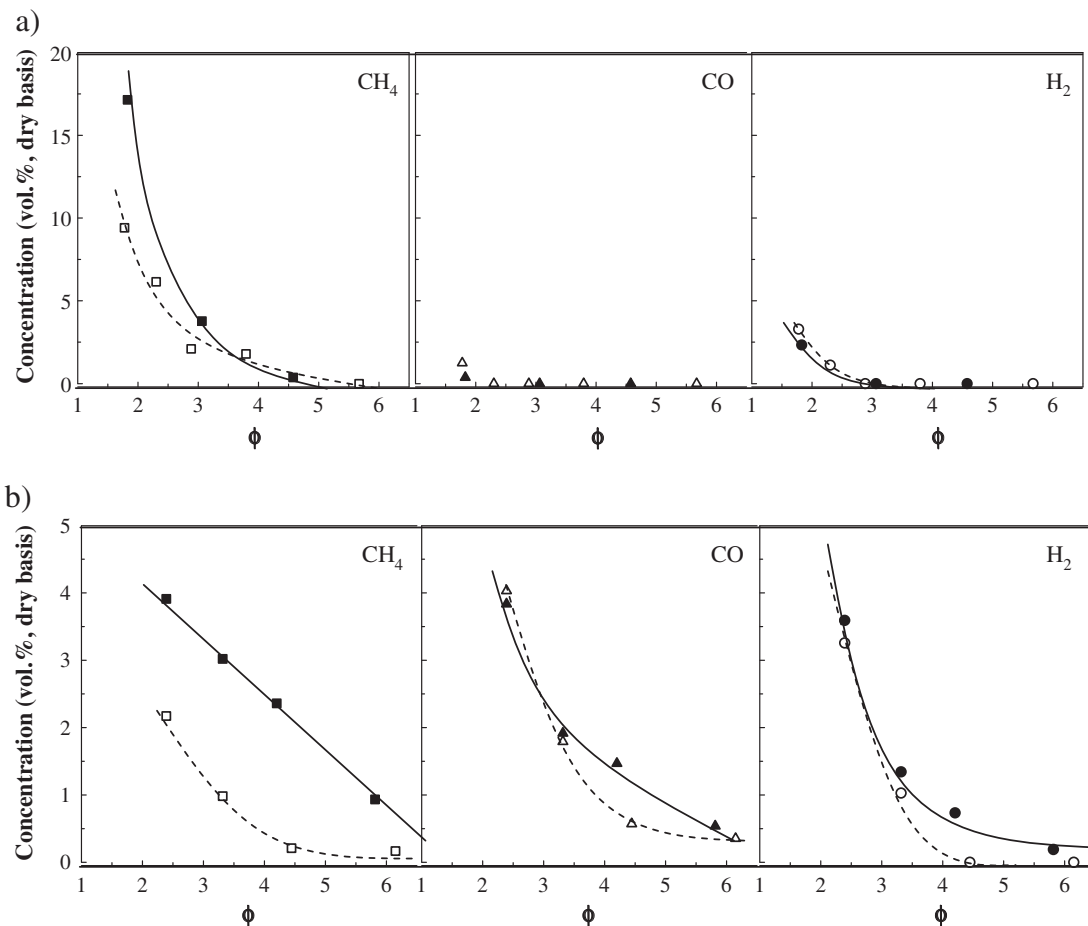 a)
Concentration (vol.%, dry basis)
20
15
10
5
0
CH4
CO
H2
1 2 3 4 5 6 1 2 3 4 5 6 2 3 4 5 6
ϕ ϕ ϕ
b)
Concentration (vol.%, dry basis)
5
4
3
2
1
0
CH4
CO
H2
1 2 3 4 5 6 1 2 3 4 5 6 1 2 3 4 5 6
ϕ ϕ ϕ